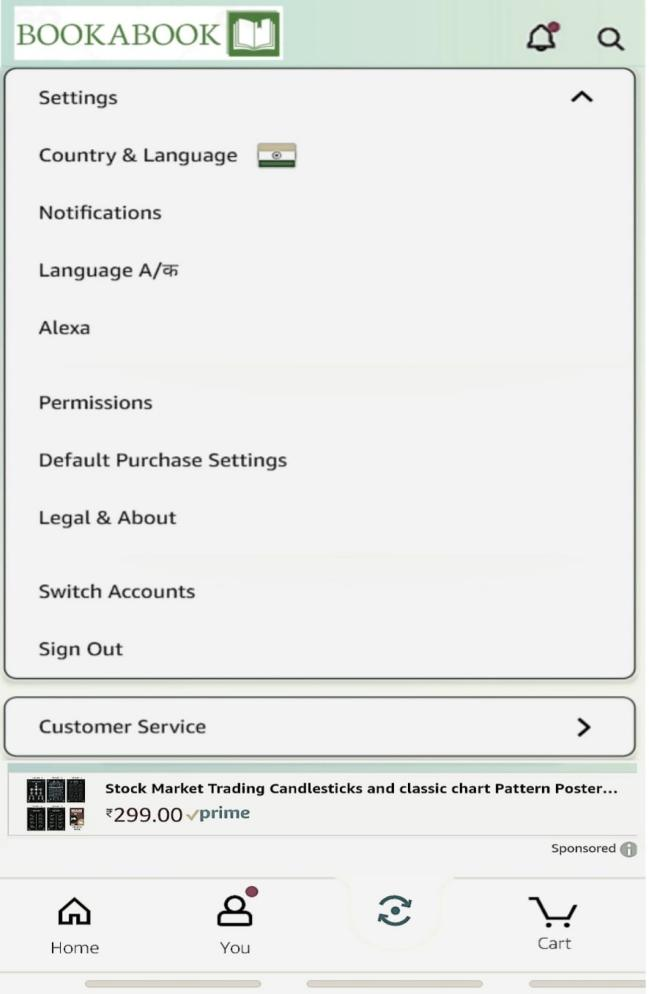 BOOKABOOK
Settings
Country & Language
Notifications
Language A/क
Alexa
Permissions
Default Purchase Settings
Legal & About
Switch Accounts
Sign Out
Customer Service
Stock Market Trading Candlesticks and classic chart Pattern Poster...
₹299.00 prime
Sponsored
Home
You
Cart